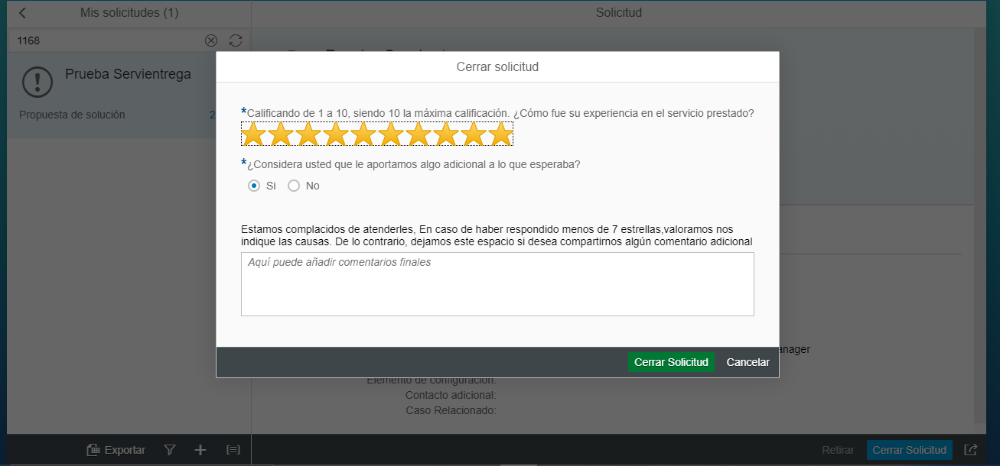 Mis solicitudes (1)
Solicitud
1168
Prueba Servientrega
Propuesta de solución
2
Cerrar solicitud
*Calificando de 1 a 10, siendo 10 la máxima calificación. ¿Cómo fue su experiencia en el servicio prestado?
*¿Considera usted que le aportamos algo adicional a lo que esperaba?
Si No
Estamos complacidos de atenderles, En caso de haber respondido menos de 7 estrellas,valoramos nos
indique las causas. De lo contrario, dejamos este espacio si desea compartirnos algún comentario adicional
Aquí puede añadir comentarios finales
anager
Cerrar Solicitud Cancelar
Elemento de configuración:
Contacto adicional:
Caso Relacionado:
Exportar
Retirar Cerrar Solicitud